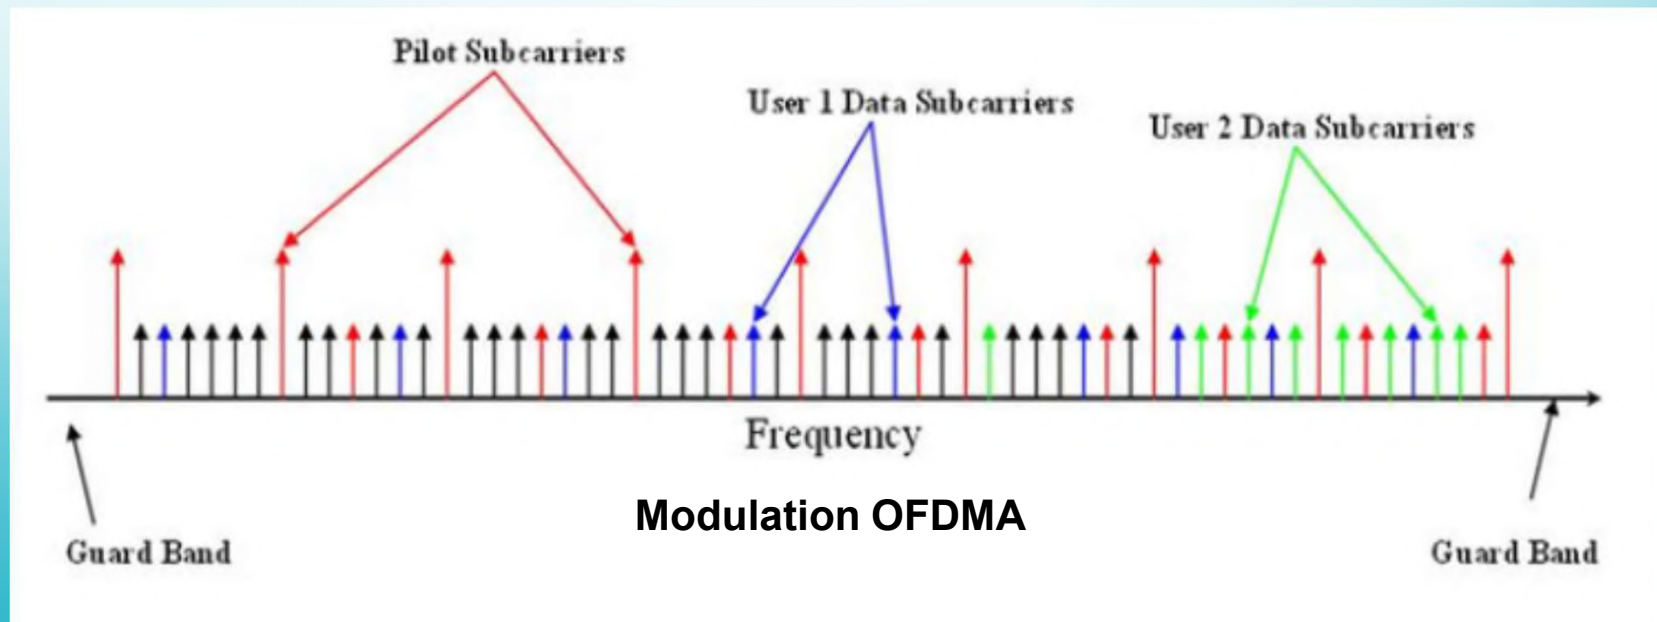 Pilot Subcarriers
User 1 Data Subcarriers
User 2 Data Subcarriers
Frequency
Modulation OFDMA
Guard Band
Guard Band